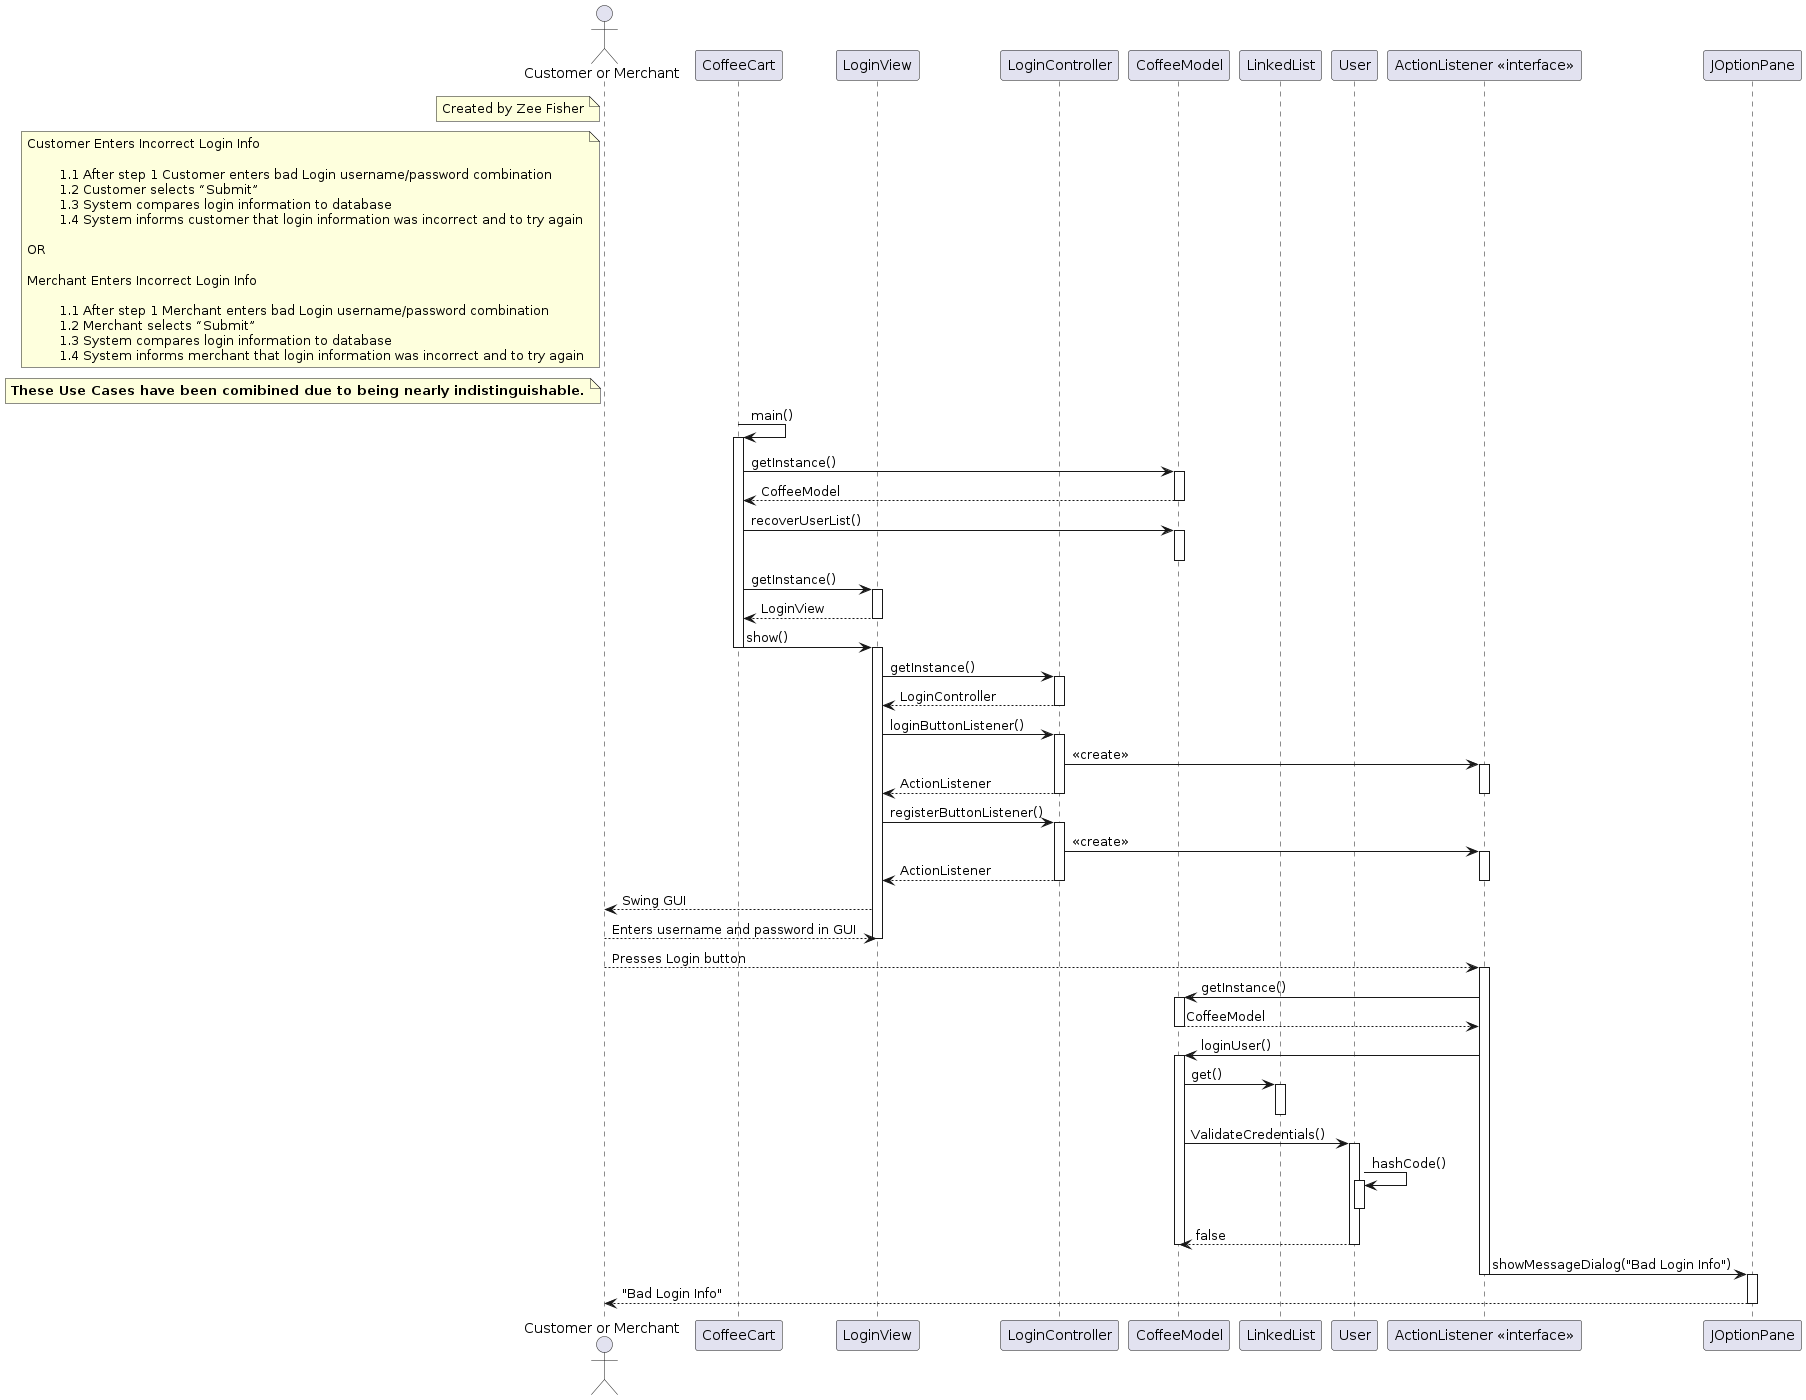 Customer or Merchant
CoffeeCart
LoginView
LoginController
CoffeeModel
LinkedList
User
ActionListener «interface»
JOptionPane
Created by Zee Fisher
Customer Enters Incorrect Login Info
1.1 After step 1 Customer enters bad Login username/password combination
1.2 Customer selects “Submit”
1.3 System compares login information to database
1.4 System informs customer that login information was incorrect and to try again
OR
Merchant Enters Incorrect Login Info
1.1 After step 1 Merchant enters bad Login username/password combination
1.2 Merchant selects “Submit”
1.3 System compares login information to database
1.4 System informs merchant that login information was incorrect and to try again
These Use Cases have been comibined due to being nearly indistinguishable.
main()
getInstance()
CoffeeModel
recoverUserList()
getInstance()
LoginView
show()
getInstance()
LoginController
loginButtonListener()
«create»
ActionListener
registerButtonListener()
«create»
ActionListener
Swing GUI
Enters username and password in GUI
Presses Login button
getInstance()
CoffeeModel
loginUser()
get()
ValidateCredentials()
hashCode()
false
showMessageDialog("Bad Login Info")
"Bad Login Info"
Customer or Merchant
CoffeeCart
LoginView
LoginController
CoffeeModel
LinkedList
User
ActionListener «interface»
JOptionPane